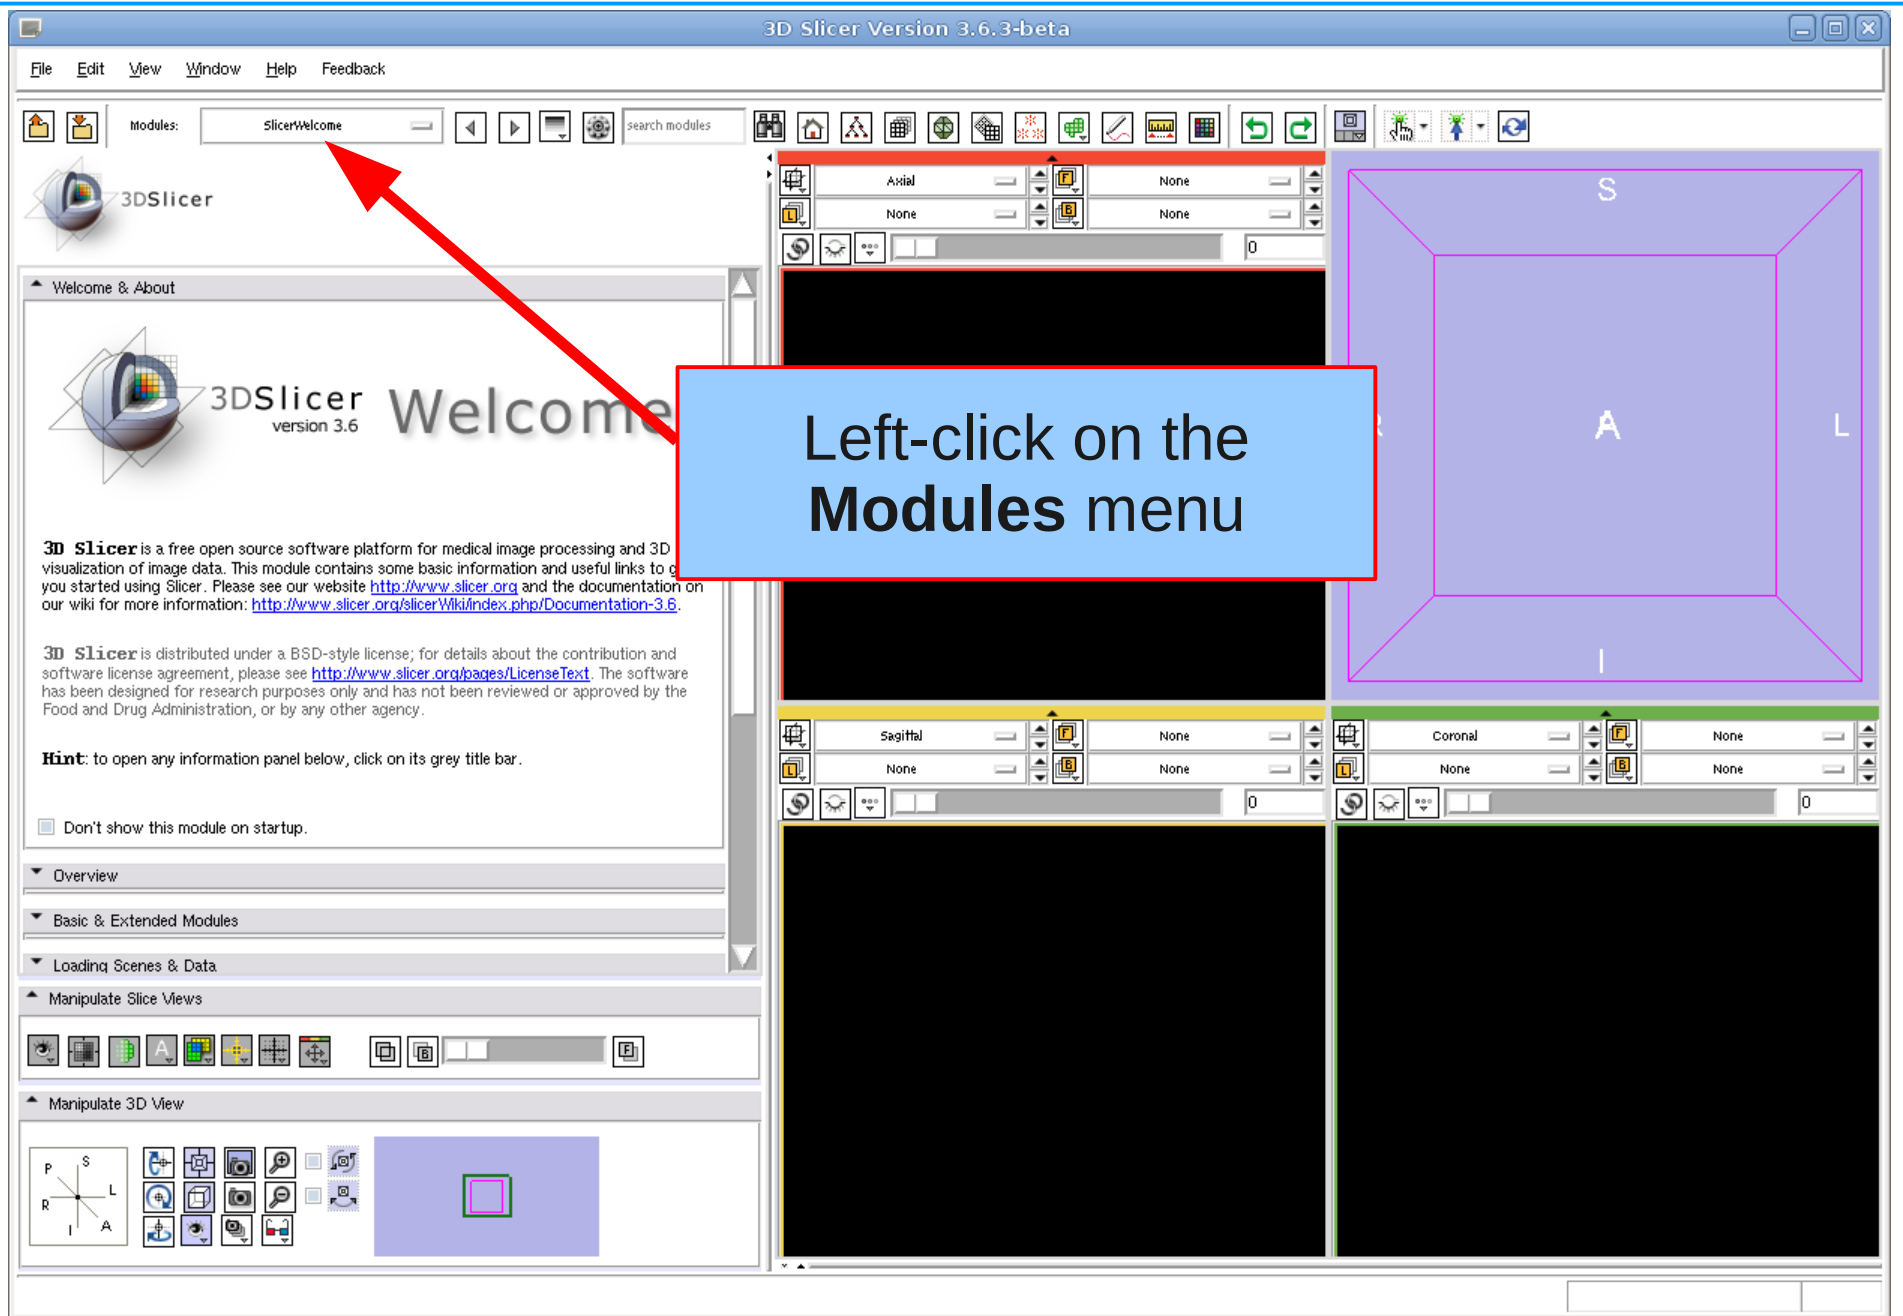 3D Slicer Version 3.6.3-beta
File Edit View Window Help Feedback
Modules: SlicerWelcome search modules
3DSlicer
Welcome & About
3DSlicer Welcome
version 3.6
3D Slicer is a free open source software platform for medical image processing and 3D
visualization of image data. This module contains some basic information and useful links to
you started using Slicer. Please see our website http://www.slicer.org and the documentation on
our wiki for more information: http://www.slicer.org/slicerWiki/index.php/Documentation-3.6.
3D Slicer is distributed under a BSD-style license; for details about the contribution and
software license agreement, please see http://www.slicer.org/pages/LicenseText. The software
has been designed for research purposes only and has not been reviewed or approved by the
Food and Drug Administration, or by any other agency.
Hint: to open any information panel below, click on its grey title bar.
Don't show this module on startup.
Overview
Basic & Extended Modules
Loading Scenes & Data
Manipulate Slice Views
A B F
Manipulate 3D View
P S
R L
I A
Axial F None
L None B None
0
Left-click on the
Modules menu
S
A L
I
Sagittal F None
L None B None
0
Coronal F None
L None B None
0